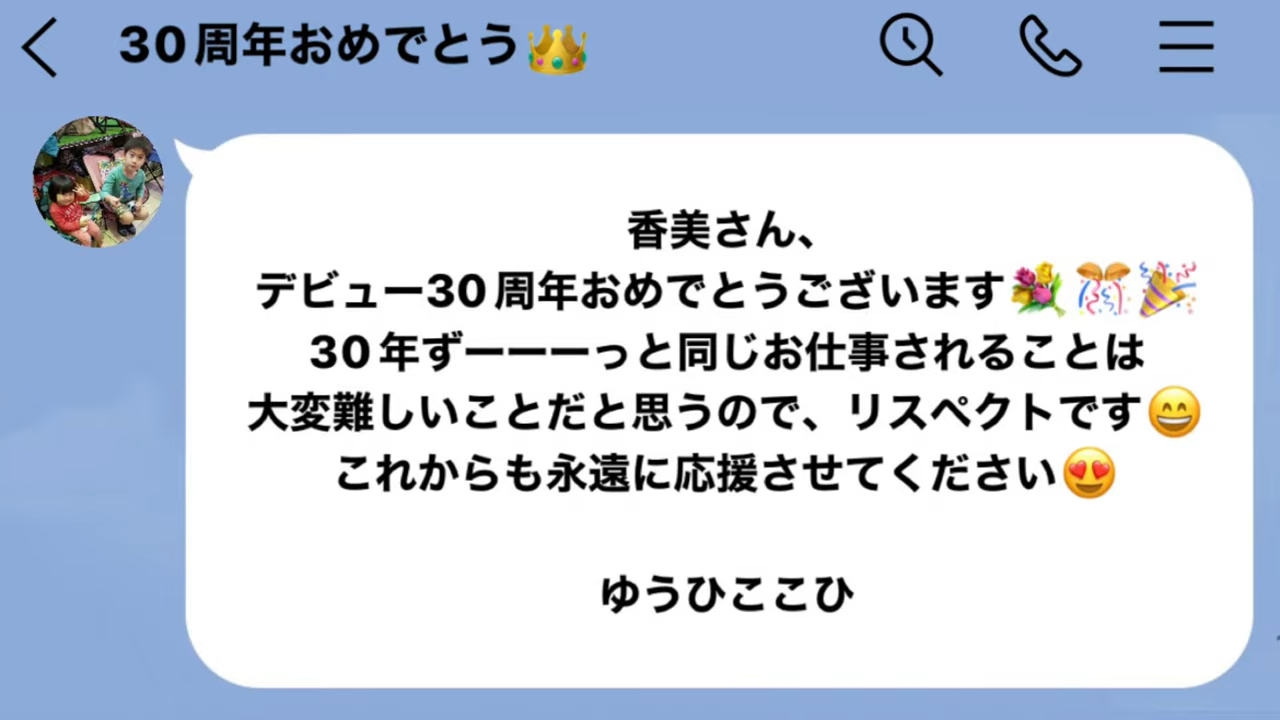 30周年おめでとう👑
香美さん、
デビュー30周年おめでとうございます💐🎊🎉
30年ずーーーっと同じお仕事されることは
大変難しいことだと思うので、リスペクトです😄
これからも永遠に応援させてください😍
ゆうひここひ